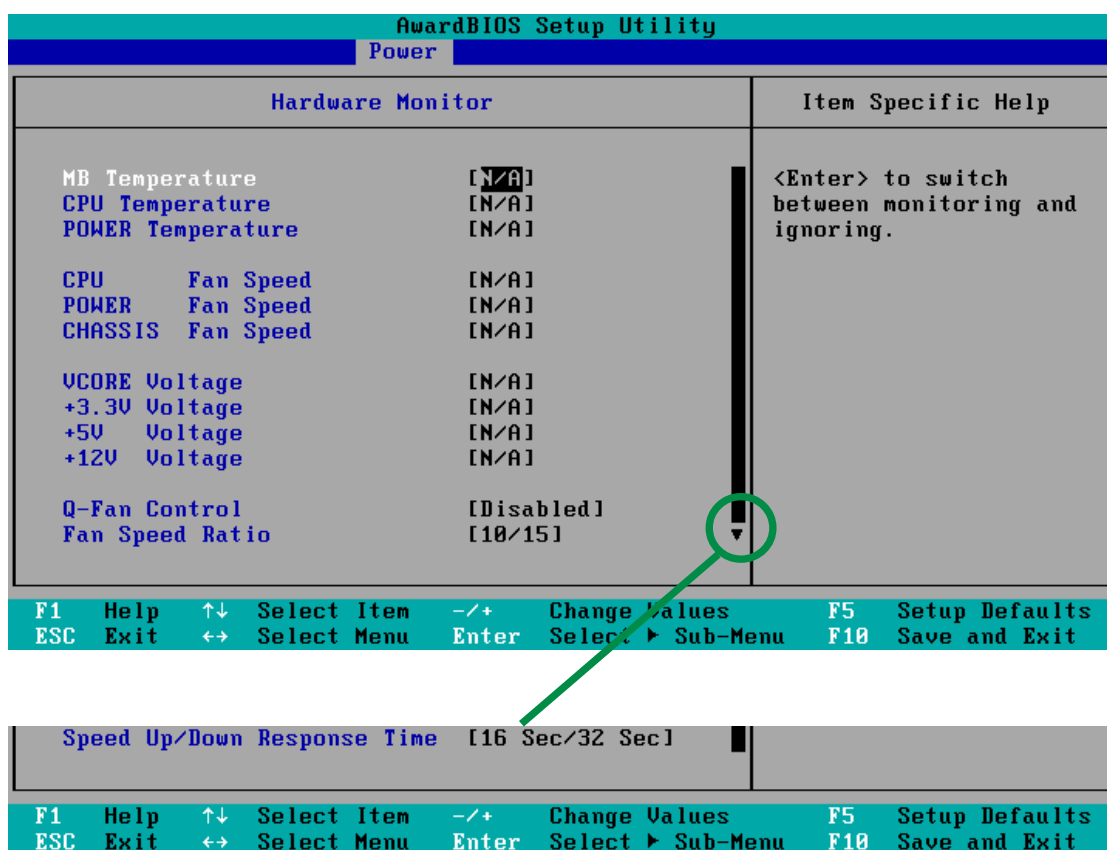 AwardBIOS Setup Utility
Power
Hardware Monitor
Item Specific Help
MB Temperature [N/A]
CPU Temperature [N/A]
POWER Temperature [N/A]
CPU Fan Speed [N/A]
POWER Fan Speed [N/A]
CHASSIS Fan Speed [N/A]
VCORE Voltage [N/A]
+3.3V Voltage [N/A]
+5V Voltage [N/A]
+12V Voltage [N/A]
Q-Fan Control [Disabled]
Fan Speed Ratio [10/15]
<Enter> to switch
between monitoring and
ignoring.
F1 Help ↑↓ Select Item -/+ Change Values F5 Setup Defaults
ESC Exit ←→ Select Menu Enter Select ► Sub-Menu F10 Save and Exit
Speed Up/Down Response Time [16 Sec/32 Sec]
F1 Help ↑↓ Select Item -/+ Change Values F5 Setup Defaults
ESC Exit ←→ Select Menu Enter Select ► Sub-Menu F10 Save and Exit